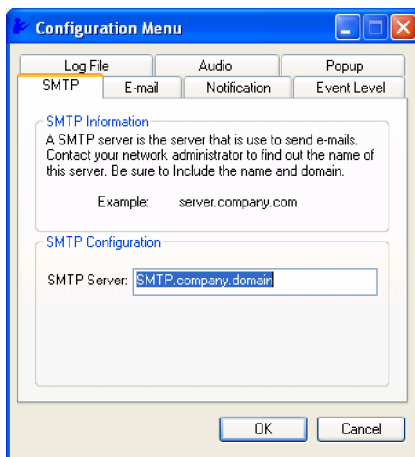 Configuration Menu
Log File Audio Popup
SMTP E-mail Notification Event Level
SMTP Information
A SMTP server is the server that is use to
send e-mails.
Contact your network administrator to find out the name of
this server. Be sure to Include the name and domain.
Example: server.company.com
SMTP Configuration
SMTP Server: SMTP.company.domain
OK Cancel